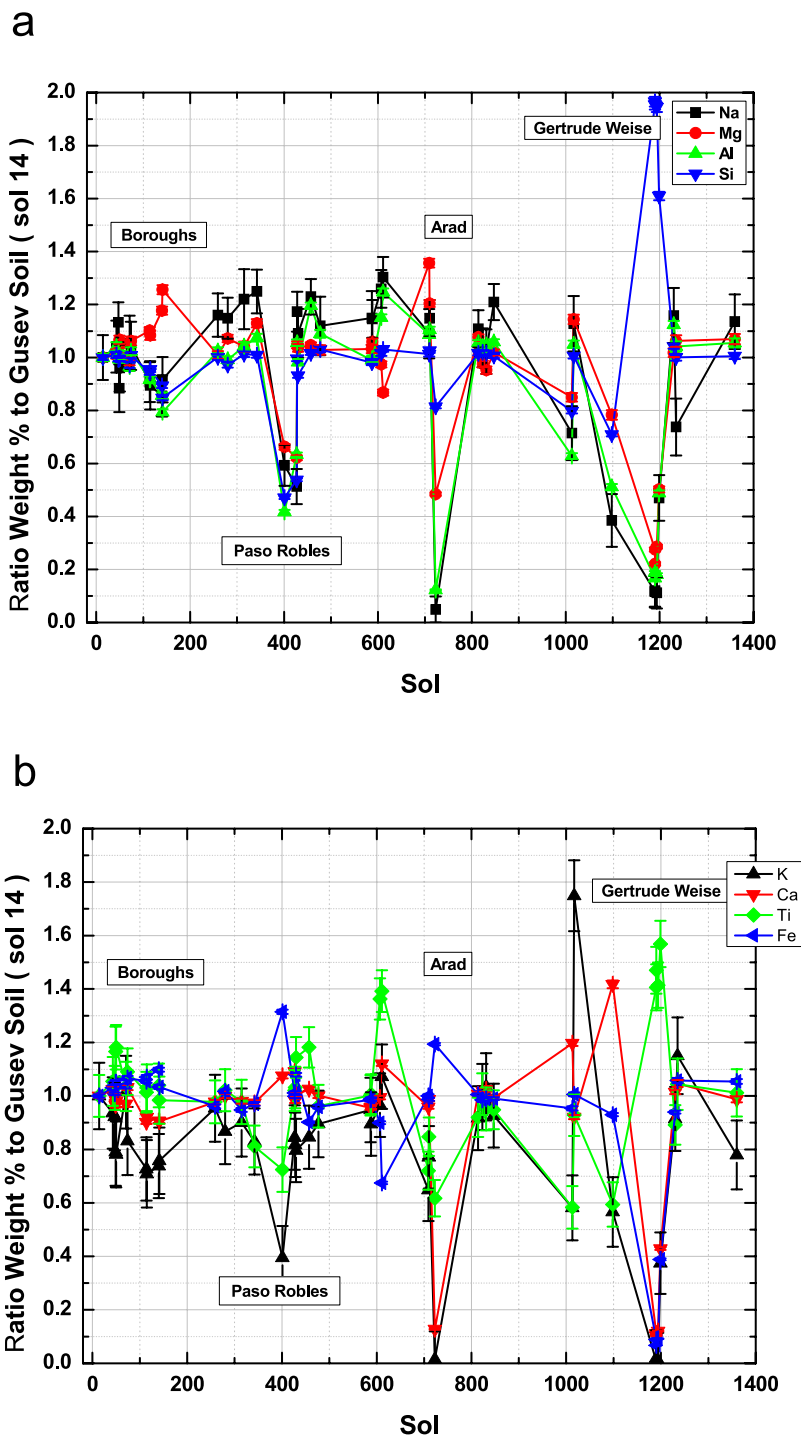 a
2.0
1.8
1.6
1.4
1.2
1.0
0.8
0.6
0.4
0.2
0.0
Ratio Weight % to Gusev Soil ( sol 14 )
Gertrude Weise
Na
Mg
Al
Si
Boroughs
Arad
Paso Robles
0 200 400 600 800 1000 1200 1400
Sol
b
2.0
1.8
1.6
1.4
1.2
1.0
0.8
0.6
0.4
0.2
0.0
Ratio Weight % to Gusev Soil ( sol 14 )
Gertrude Weise
K
Ca
Ti
Fe
Boroughs
Arad
Paso Robles
0 200 400 600 800 1000 1200 1400
Sol